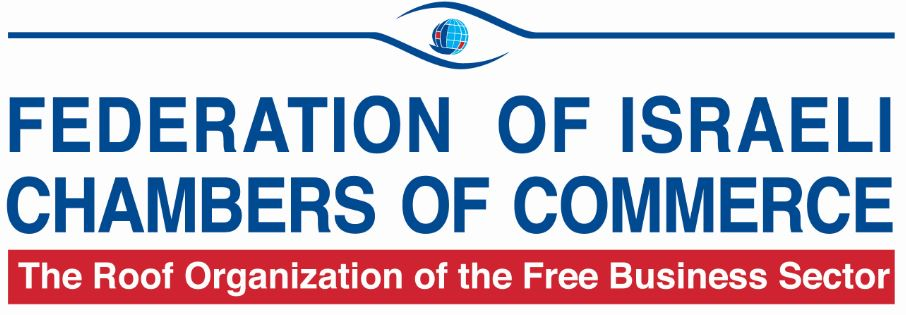 FEDERATION OF ISRAELI
CHAMBERS OF COMMERCE
The Roof Organization of the Free Business Sector